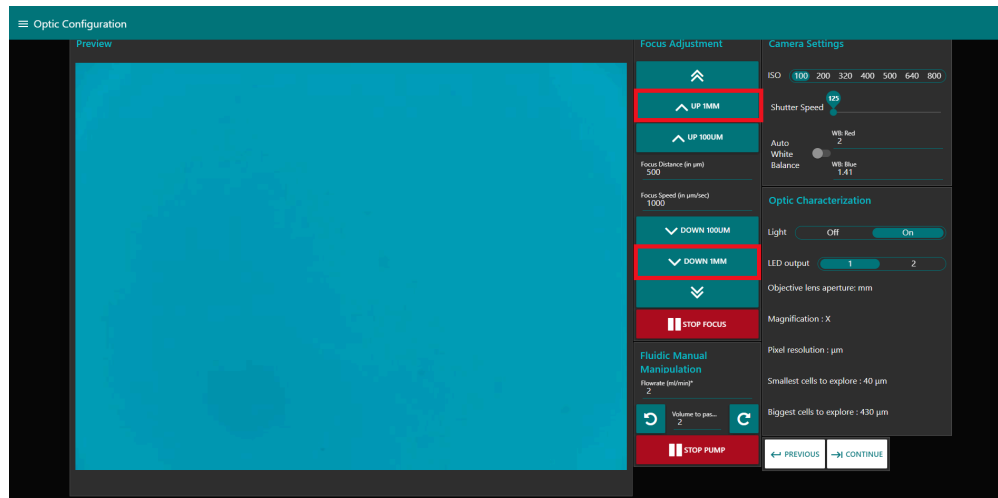 Optic Configuration
Preview
Focus Adjustment
UP 1MM
UP 100UM
Focus Distance (in μm)
500
Focus Speed (in μm/sec)
1000
DOWN 100UM
DOWN 1MM
STOP FOCUS
Fluidic Manual
Manipulation
Flowrate (ml/min)*
2
Volume to pas...
2
STOP PUMP
Camera Settings
ISO 100 200 320 400 500 640 800
125
Shutter Speed
Auto
White
Balance
WB: Red
2
WB: Blue
1.41
Optic Characterization
Light Off On
LED output 1 2
Objective lens aperture: mm
Magnification : X
Pixel resolution : μm
Smallest cells to explore : 40 μm
Biggest cells to explore : 430 μm
PREVIOUS CONTINUE